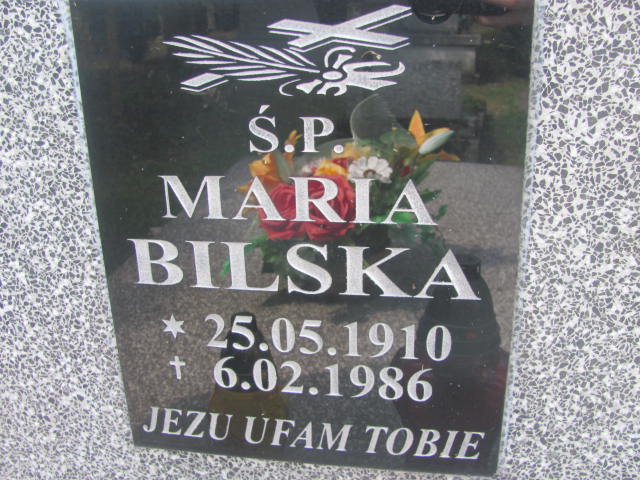 Ś.P.
MARIA
BILSKA
* 25.05.1910
✝ 6.02.1986
JEZU UFAM TOBIE